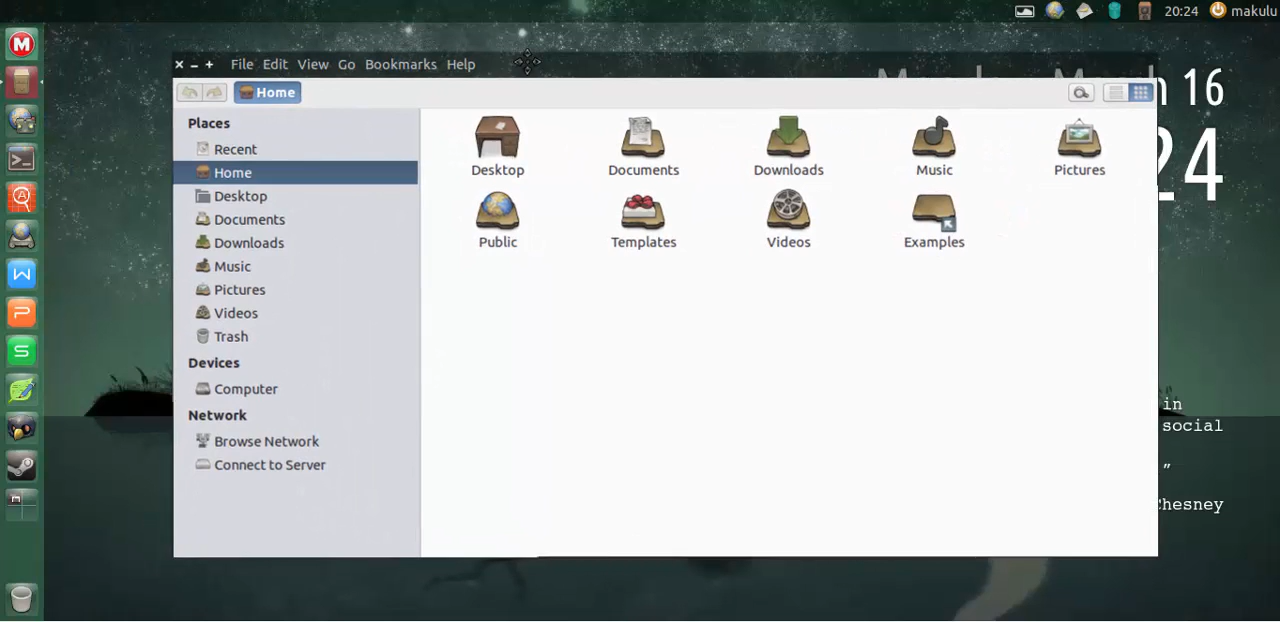 20:24 makulu
File Edit View Go Bookmarks Help
Home
16
24
Places
Recent
Home
Desktop
Documents
Downloads
Music
Pictures
Videos
Trash
Devices
Computer
Network
Browse Network
Connect to Server
Desktop Documents Downloads Music Pictures
Public Templates Videos Examples
in
social
”
Chesney